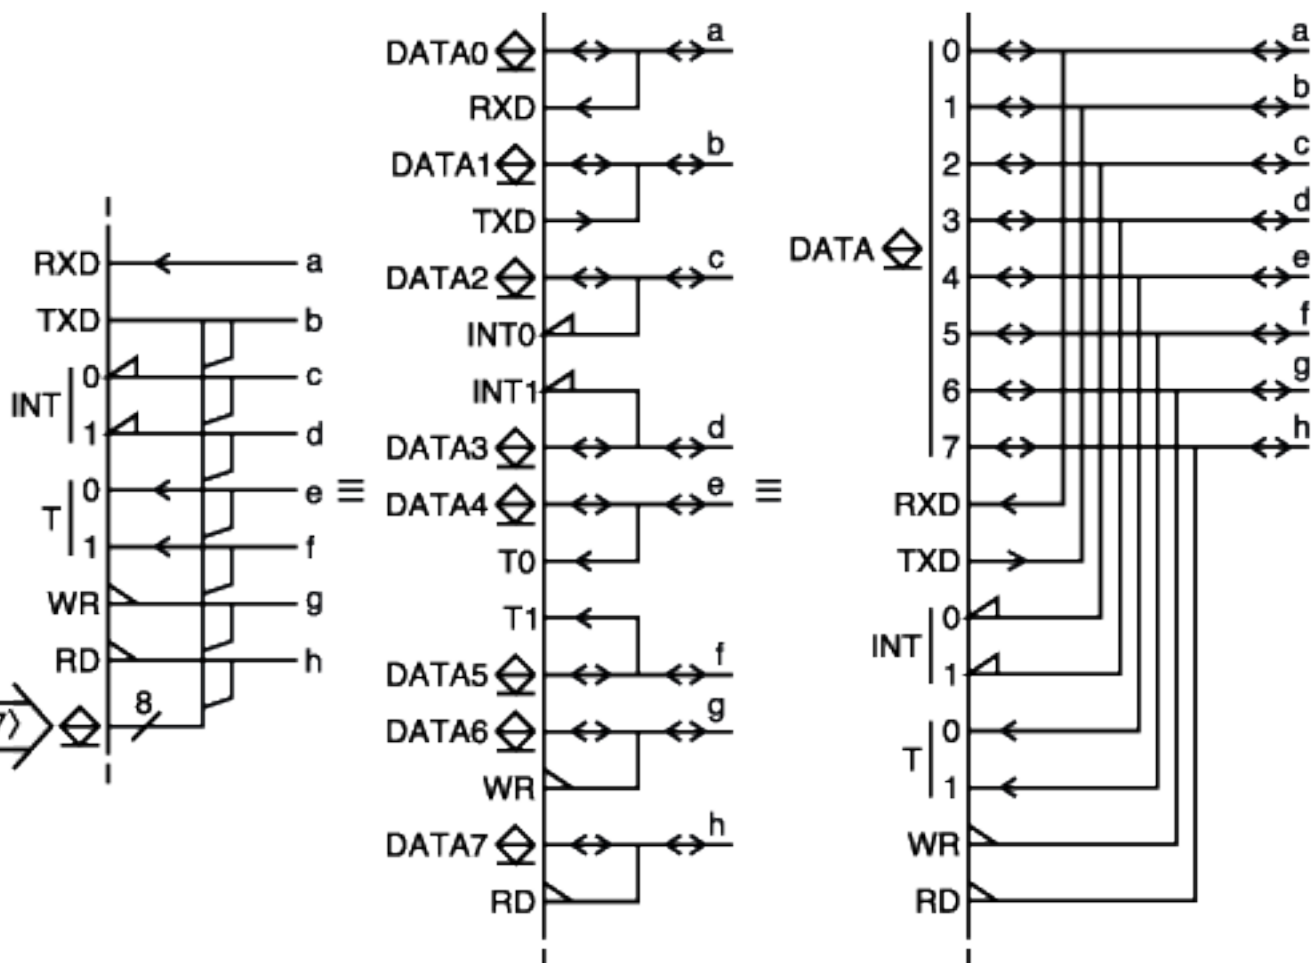 RXD a
TXD b
INT 0 c
1 d
T 0 e
1 f
WR g
RD h
7⟩ 8
≡
DATA0 a
RXD
DATA1 b
TXD
DATA2 c
INT0
INT1
DATA3 d
DATA4 e
T0
T1
DATA5 f
DATA6 g
WR
DATA7 h
RD
≡
DATA
0 a
1 b
2 c
3 d
4 e
5 f
6 g
7 h
RXD
TXD
INT 0
1
T 0
1
WR
RD